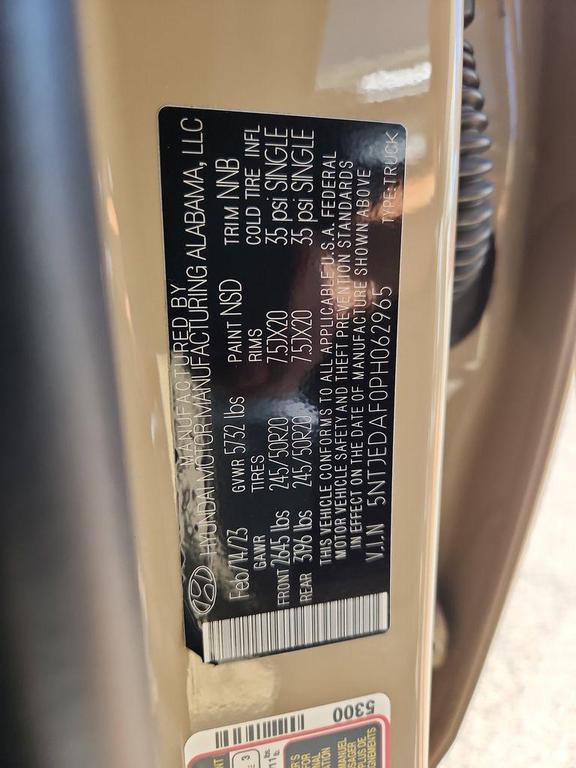 MANUFACTURED BY
HYUNDAI MOTOR MANUFACTURING ALABAMA, LLC
Feb/14/23 GVWR 5732 lbs PAINT NSD TRIM NNB
GAWR TIRES RIMS COLD TIRE INFL
FRONT 2645 lbs 245/50R20 7.5JX20 35 psi SINGLE
REAR 3196 lbs 245/50R20 7.5JX20 35 psi SINGLE
THIS VEHICLE CONFORMS TO ALL APPLICABLE U.S.A. FEDERAL
MOTOR VEHICLE SAFETY AND THEFT PREVENTION STANDARDS
IN EFFECT ON THE DATE OF MANUFACTURE SHOWN ABOVE
V.I.N 5NTJEDAF0PH062965 TYPE:TRUCK
5300
3
lbs
MANUEL